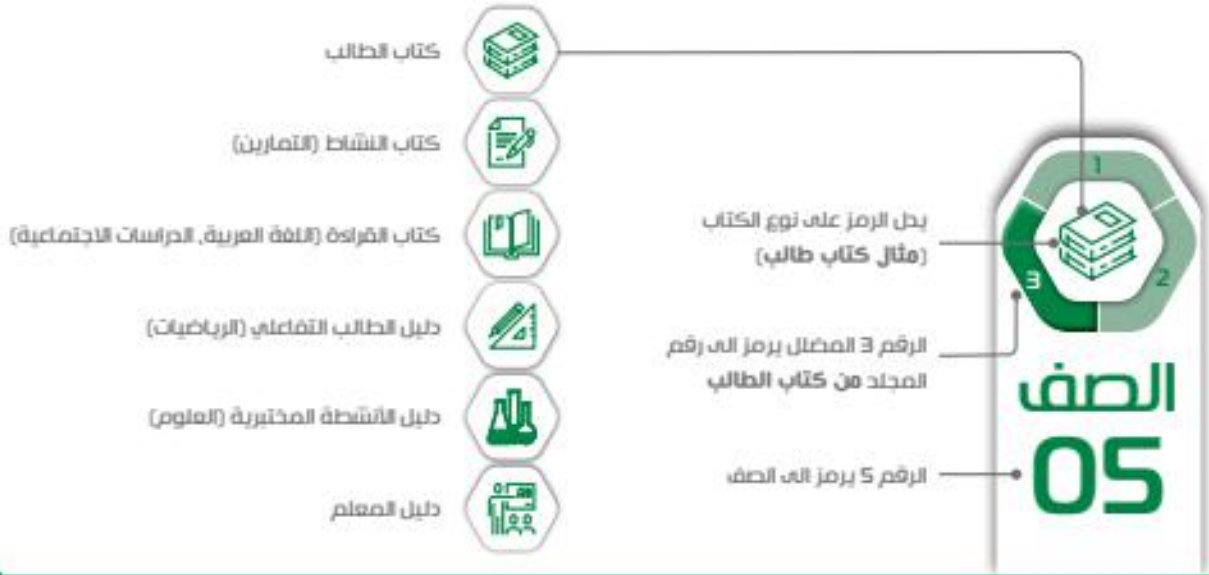 1
2
3
الصف
05
يدل الرمز على نوع الكتاب
(مثال كتاب طالب)
الرقم 3 المضلل يرمز الى رقم
المجلد من كتاب الطالب
الرقم 5 يرمز الى الصف
كتاب الطالب
كتاب النشاط (التمارين)
كتاب القراءة (اللغة العربية، الدراسات الاجتماعية)
دليل الطالب التفاعلي (الرياضيات)
دليل الأنشطة المختبرية (العلوم)
دليل المعلم